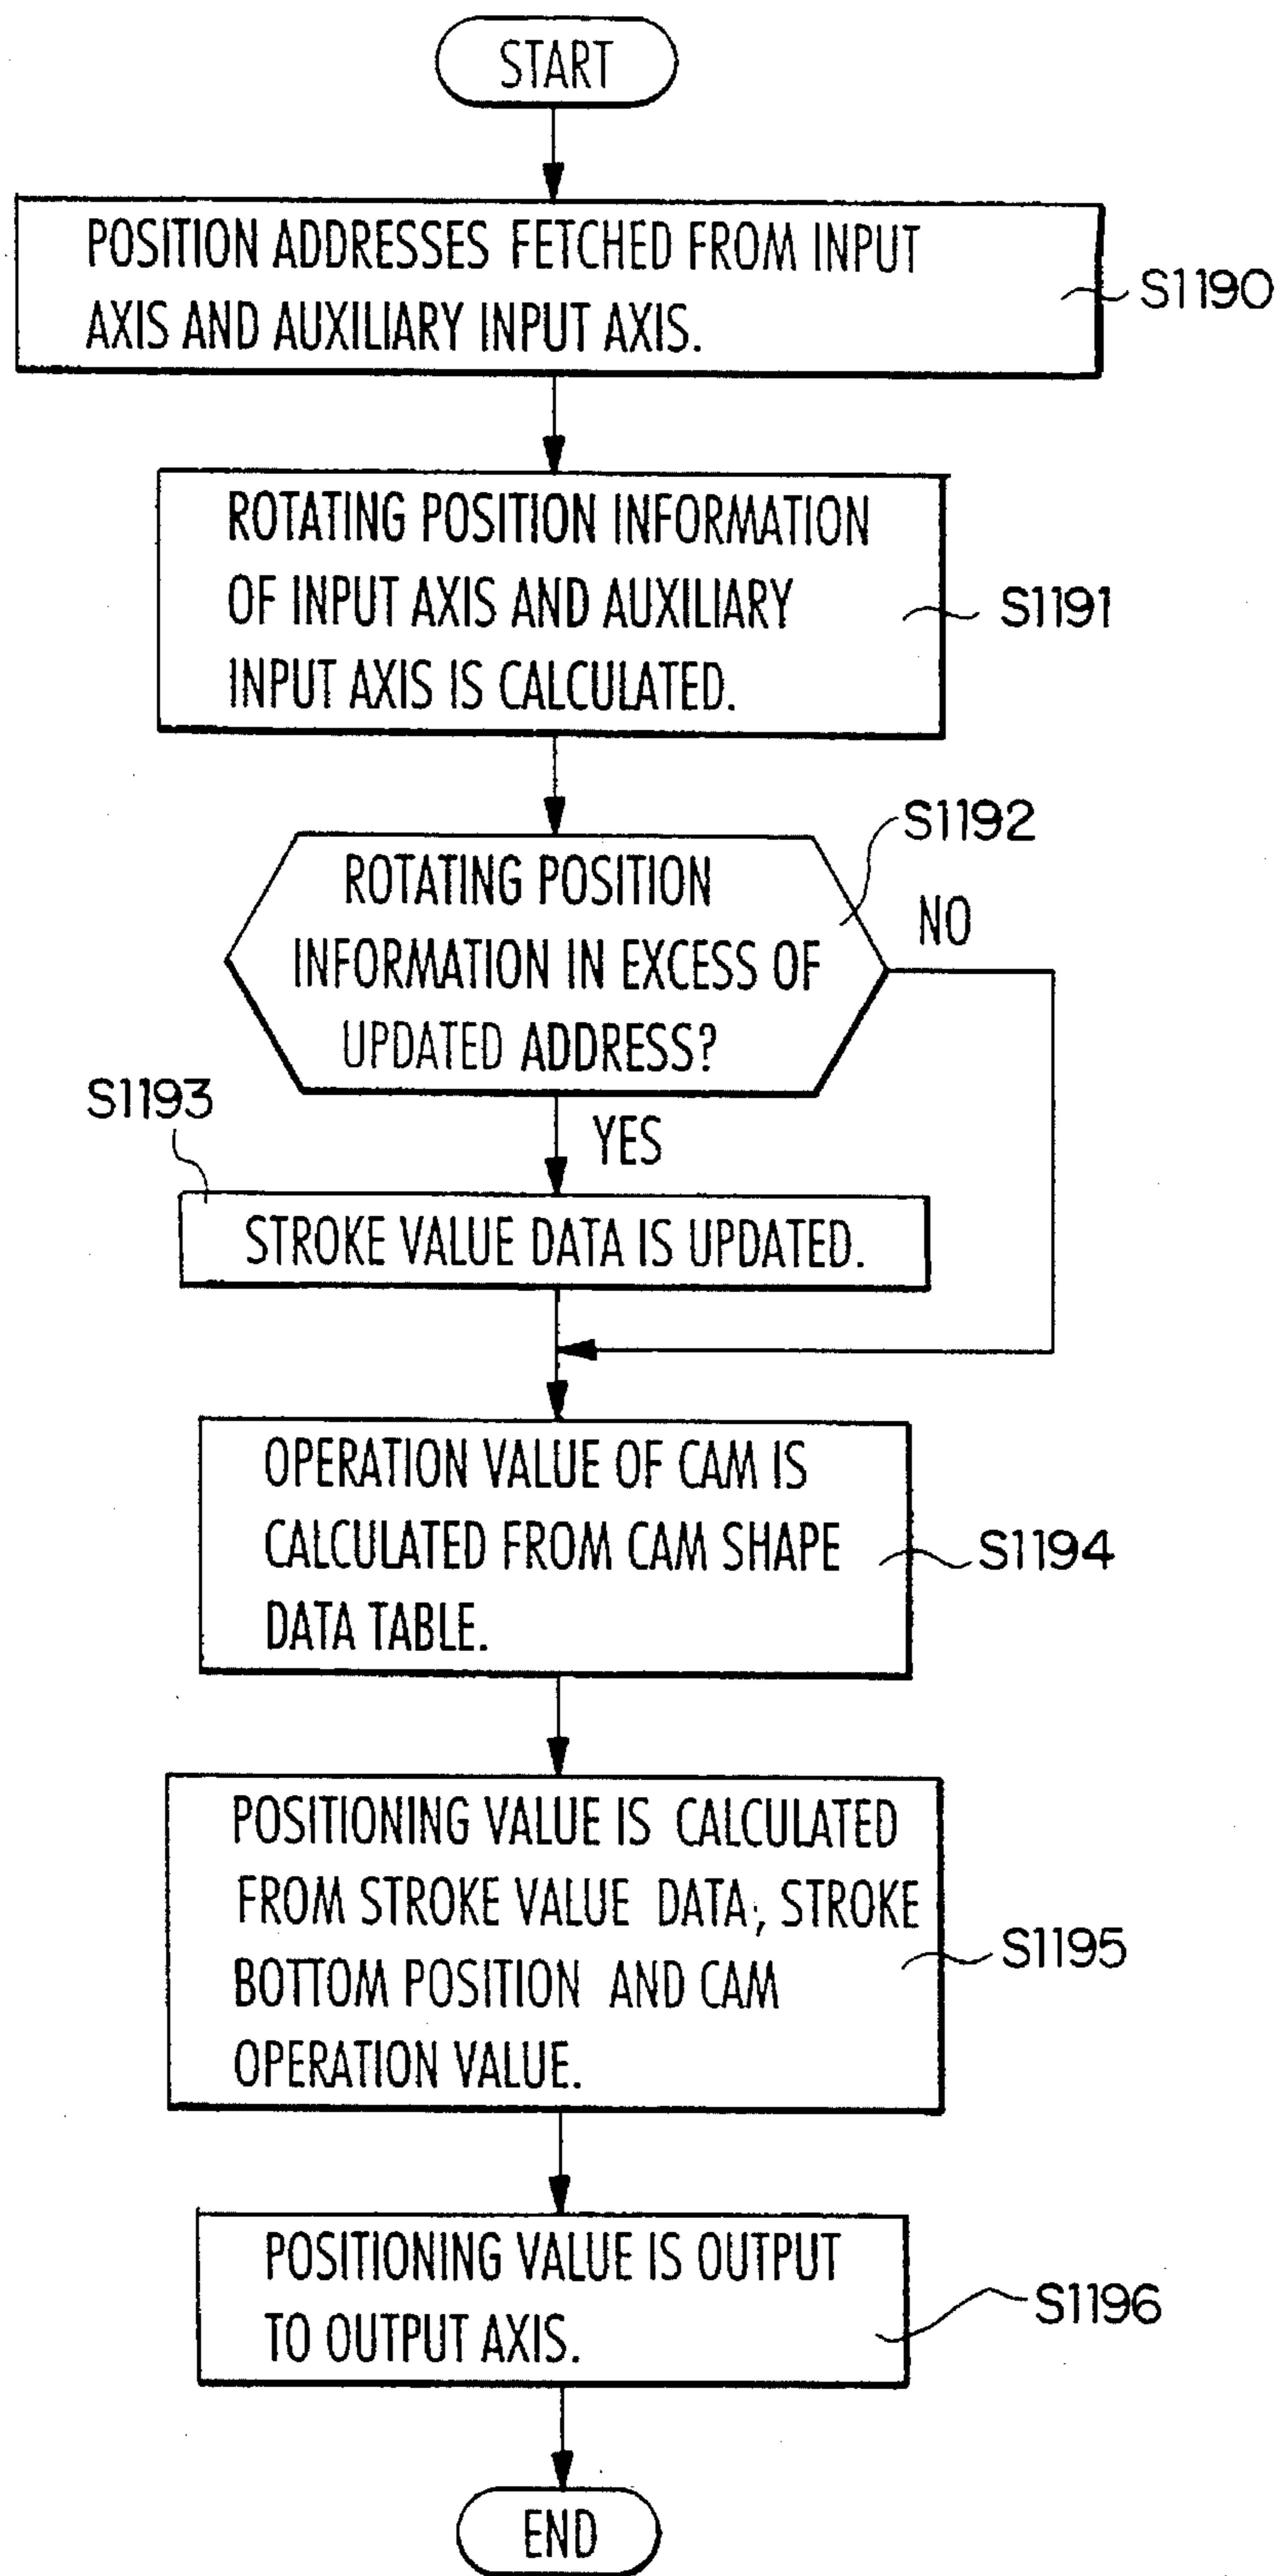 START
POSITION ADDRESSES FETCHED FROM INPUT
AXIS AND AUXILIARY INPUT AXIS.
S1190
ROTATING POSITION INFORMATION
OF INPUT AXIS AND AUXILIARY
INPUT AXIS IS CALCULATED.
S1191
S1192
ROTATING POSITION
INFORMATION IN EXCESS OF
UPDATED ADDRESS?
NO
YES
S1193
STROKE VALUE DATA IS UPDATED.
OPERATION VALUE OF CAM IS
CALCULATED FROM CAM SHAPE
DATA TABLE.
S1194
POSITIONING VALUE IS CALCULATED
FROM STROKE VALUE DATA, STROKE
BOTTOM POSITION AND CAM
OPERATION VALUE.
S1195
POSITIONING VALUE IS OUTPUT
TO OUTPUT AXIS.
S1196
END